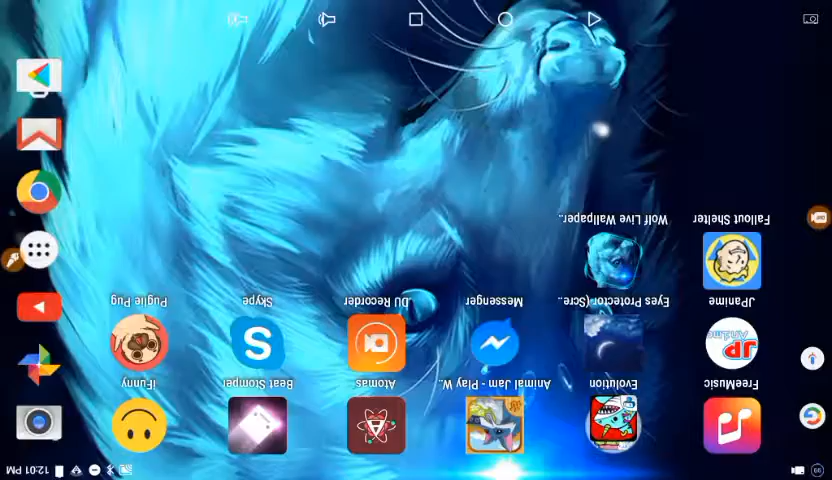 12:01 PM
FreeMusic
Evolution
Animal Jam - Play W..
Atomas
Beat Stomper
iFunny
JPanime
Eyes Protector(Scre..
Messenger
DU Recorder
Skype
Puglie Pug
Fallout Shelter
Wolf Live Wallpaper..